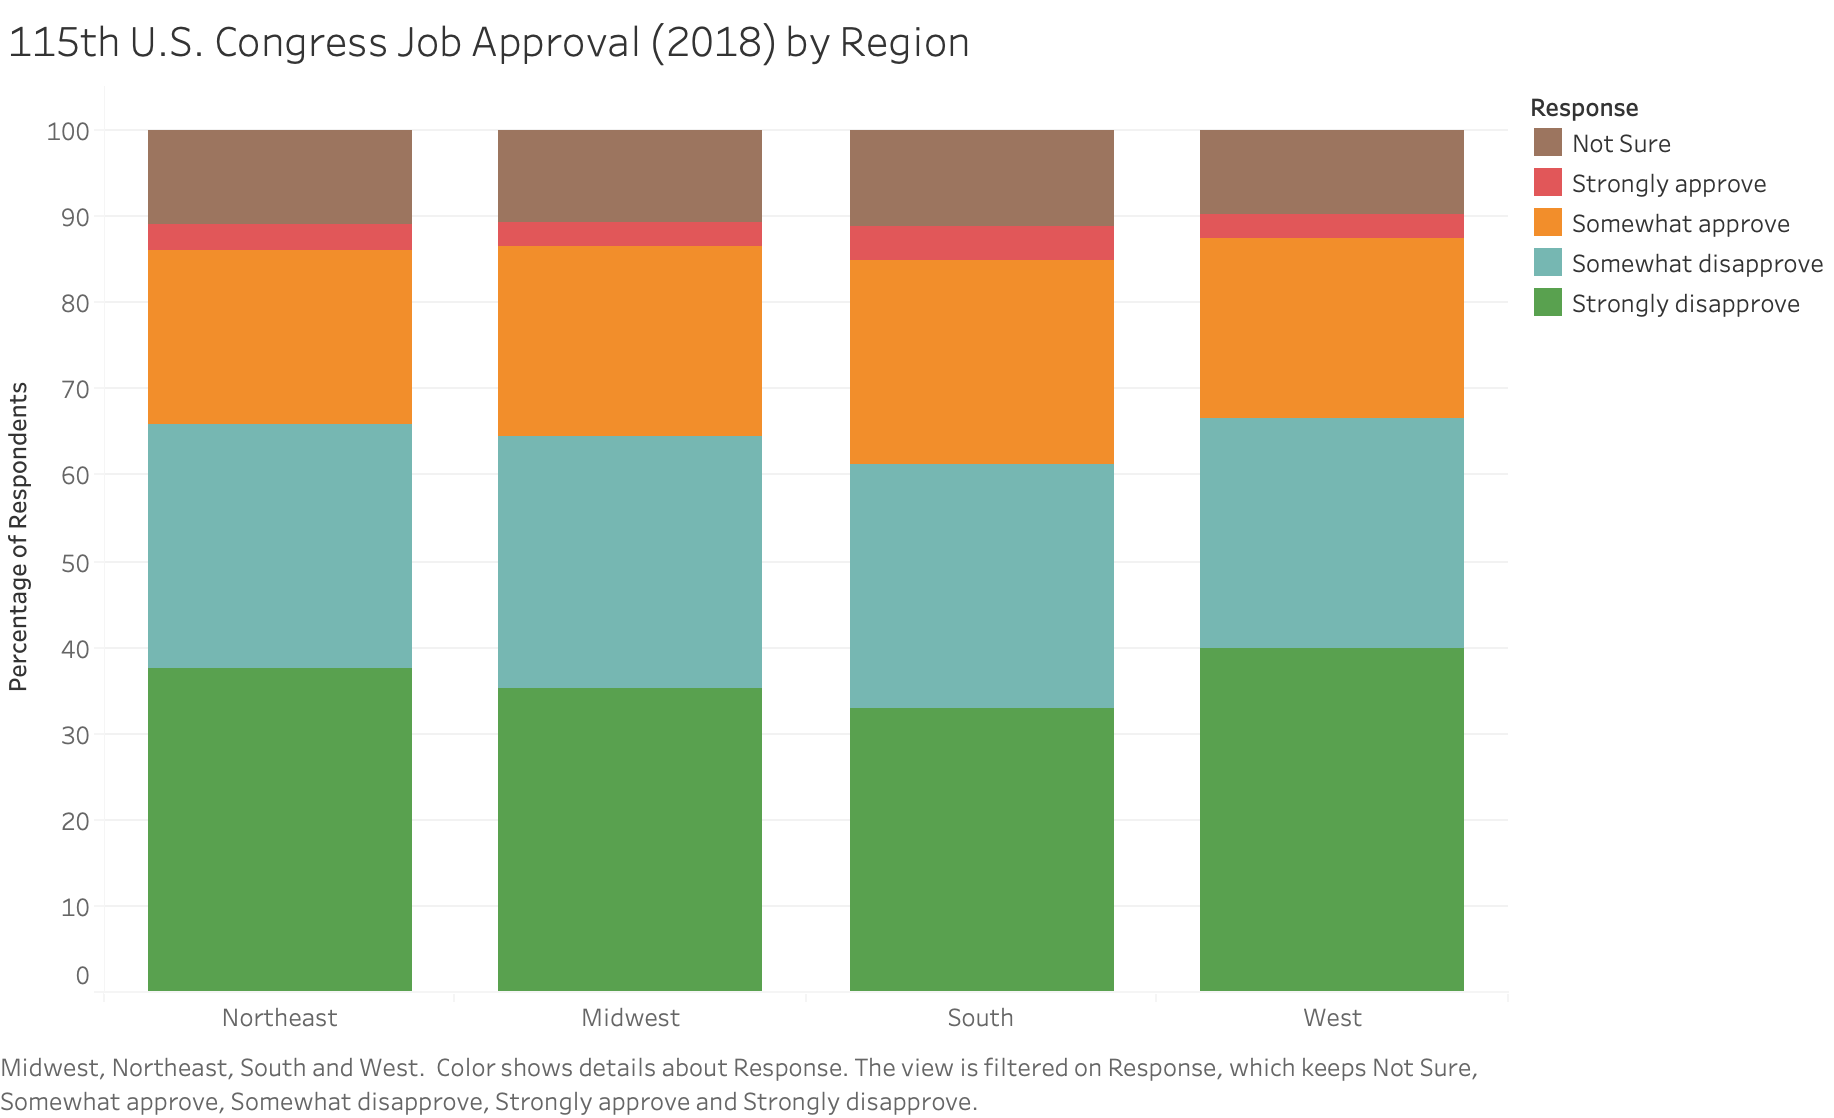 115th U.S. Congress Job Approval (2018) by Region
Response
Not Sure
Strongly approve
Somewhat approve
Somewhat disapprove
Strongly disapprove
Percentage of Respondents
100
90
80
70
60
50
40
30
20
10
0
Northeast
Midwest
South
West
Midwest, Northeast, South and West.  Color shows details about Response. The view is filtered on Response, which keeps Not Sure,
Somewhat approve, Somewhat disapprove, Strongly approve and Strongly disapprove.